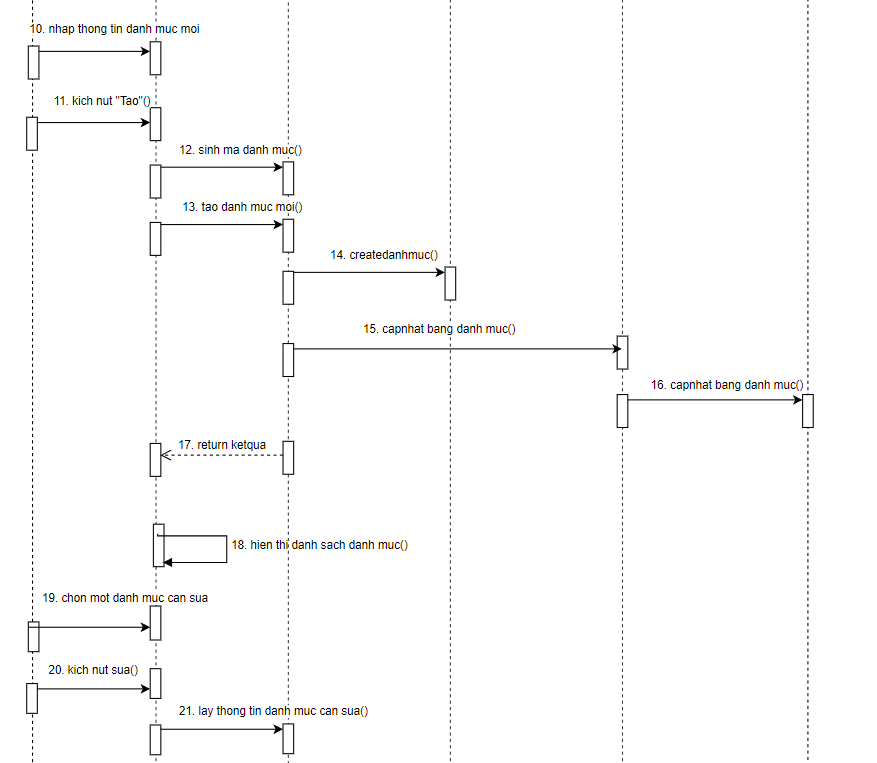 10. nhap thong tin danh muc moi
11. kich nut "Tao"()
12. sinh ma danh muc()
13. tao danh muc moi()
14. createdanhmuc()
15. capnhat bang danh muc()
16. capnhat bang danh muc()
17. return ketqua
18. hien thi danh sach danh muc()
19. chon mot danh muc can sua
20. kich nut sua()
21. lay thong tin danh muc can sua()